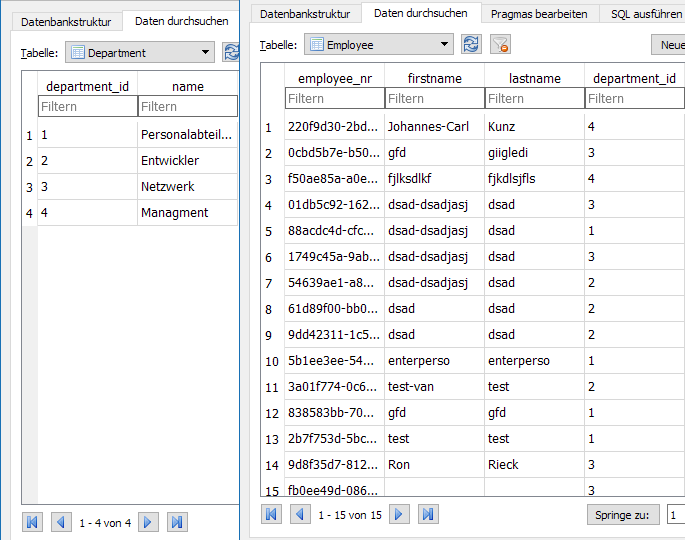 Datenbankstruktur Daten durchsuchen
Tabelle: Department
department_id name
Filtern Filtern
1 1 Personalabteil...
2 2 Entwickler
3 3 Netzwerk
4 4 Managment
1 - 4 von 4
Datenbankstruktur Daten durchsuchen Pragmas bearbeiten SQL ausführen
Tabelle: Employee Neue
employee_nr firstname lastname department_id
Filtern Filtern Filtern Filtern
1 220f9d30-2bd... Johannes-Carl Kunz 4
2 0cbd5b7e-b50... gfd giigledi 3
3 f50ae85a-a0e... fjlksdlkf fjkdlsjfls 4
4 01db5c92-162... dsad-dsadjasj dsad 3
5 88acdc4d-cfc... dsad-dsadjasj dsad 1
6 1749c45a-9ab... dsad-dsadjasj dsad 3
7 54639ae1-a8... dsad-dsadjasj dsad 2
8 61d89f00-bb0... dsad dsad 2
9 9dd42311-1c5... dsad dsad 2
10 5b1ee3ee-54... enterperso enterperso 1
11 3a01f774-0c6... test-van test 2
12 838583bb-70... gfd gfd 1
13 2b7f753d-5bc... test test 1
14 9d8f35d7-812... Ron Rieck 3
15 fb0ee49d-086... 3
1 - 15 von 15 Springe zu: 1